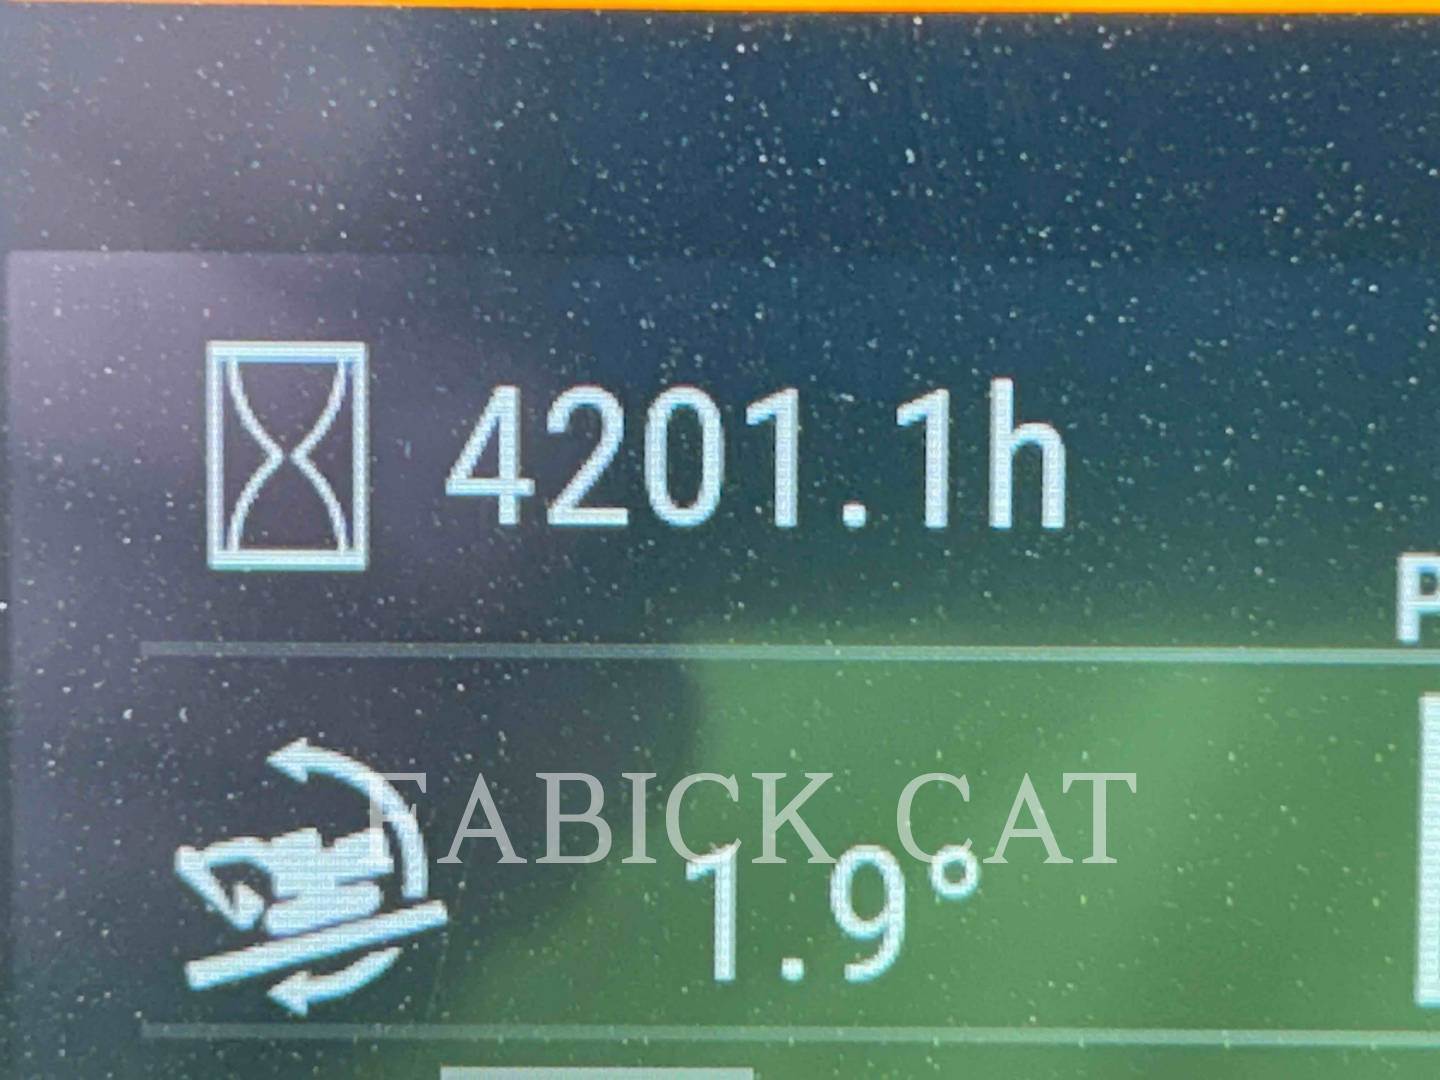 4201.1h
P
FABICK CAT
1.9°